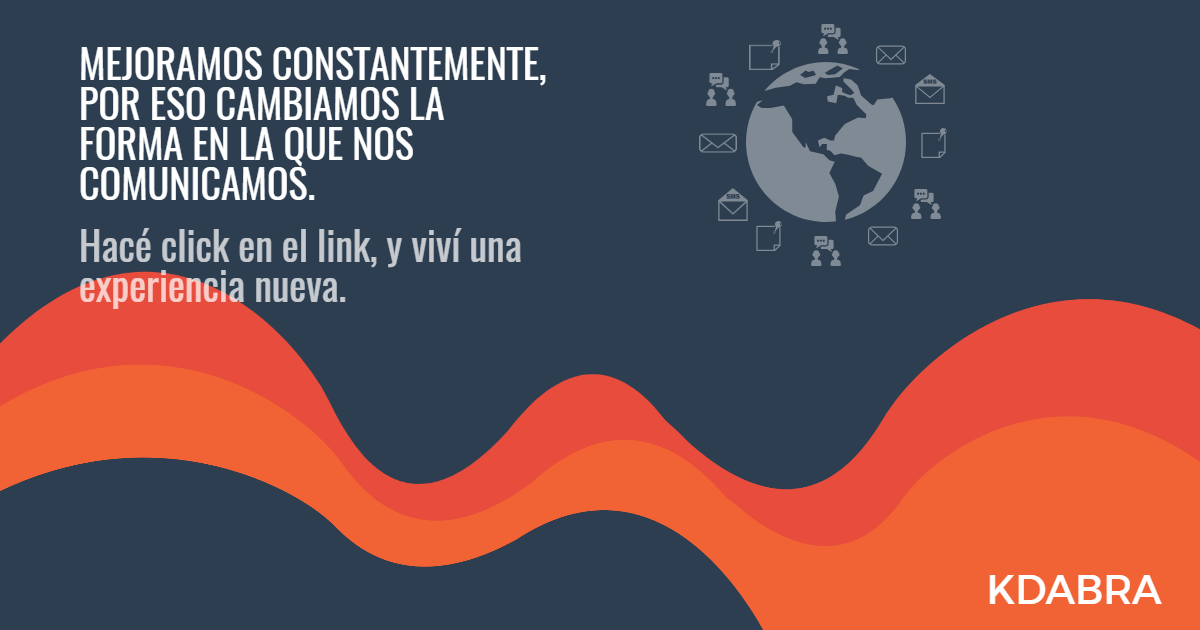 MEJORAMOS CONSTANTEMENTE,
POR ESO CAMBIAMOS LA
FORMA EN LA QUE NOS
COMUNICAMOS.
Hacé click en el link, y viví una
experiencia nueva.
SMS
SMS
KDABRA